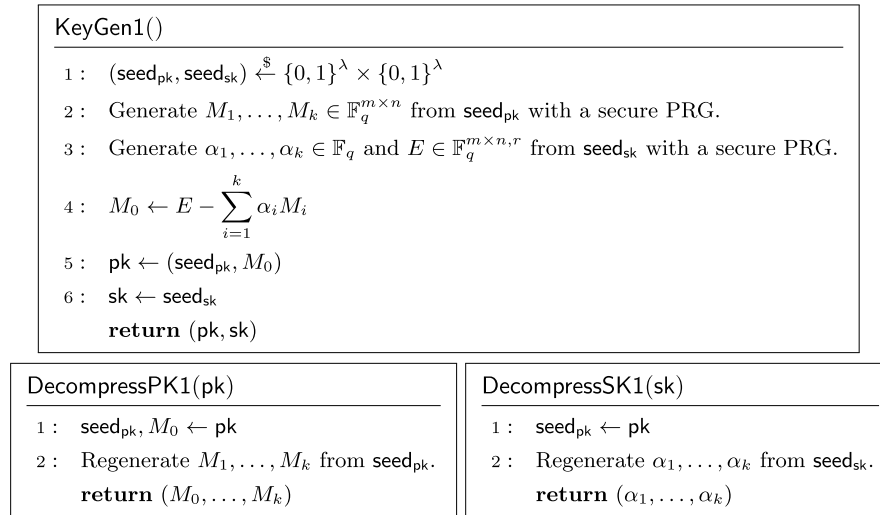 KeyGen1()
1 : (seed_pk, seed_sk) $← {0, 1}^λ × {0, 1}^λ
2 : Generate M_1, . . . , M_k ∈ F_q^{m×n} from seed_pk with a secure PRG.
3 : Generate α_1, . . . , α_k ∈ F_q and E ∈ F_q^{m×n,r} from seed_sk with a secure PRG.
4 : M_0 ← E − ∑_{i=1}^{k} α_i M_i
5 : pk ← (seed_pk, M_0)
6 : sk ← seed_sk
return (pk, sk)
DecompressPK1(pk)
1 : seed_pk, M_0 ← pk
2 : Regenerate M_1, . . . , M_k from seed_pk.
return (M_0, . . . , M_k)
DecompressSK1(sk)
1 : seed_pk ← pk
2 : Regenerate α_1, . . . , α_k from seed_sk.
return (α_1, . . . , α_k)